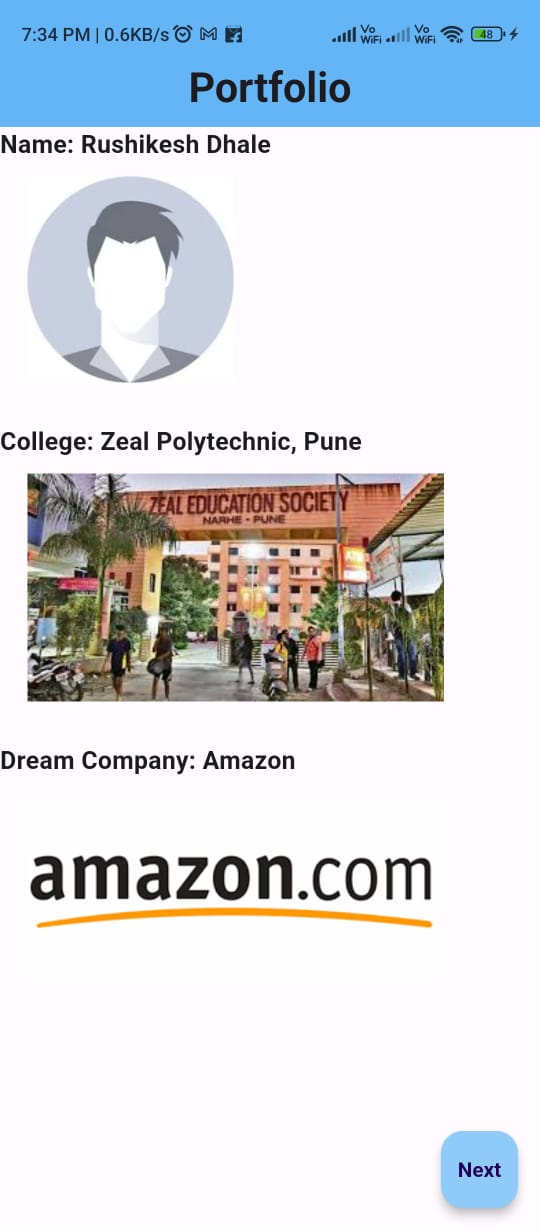 7:34 PM | 0.6KB/s
Vo
WiFi
Vo
WiFi
48
Portfolio
Name: Rushikesh Dhale
College: Zeal Polytechnic, Pune
ZEAL EDUCATION SOCIETY
NARHE - PUNE
Dream Company: Amazon
amazon.com
Next